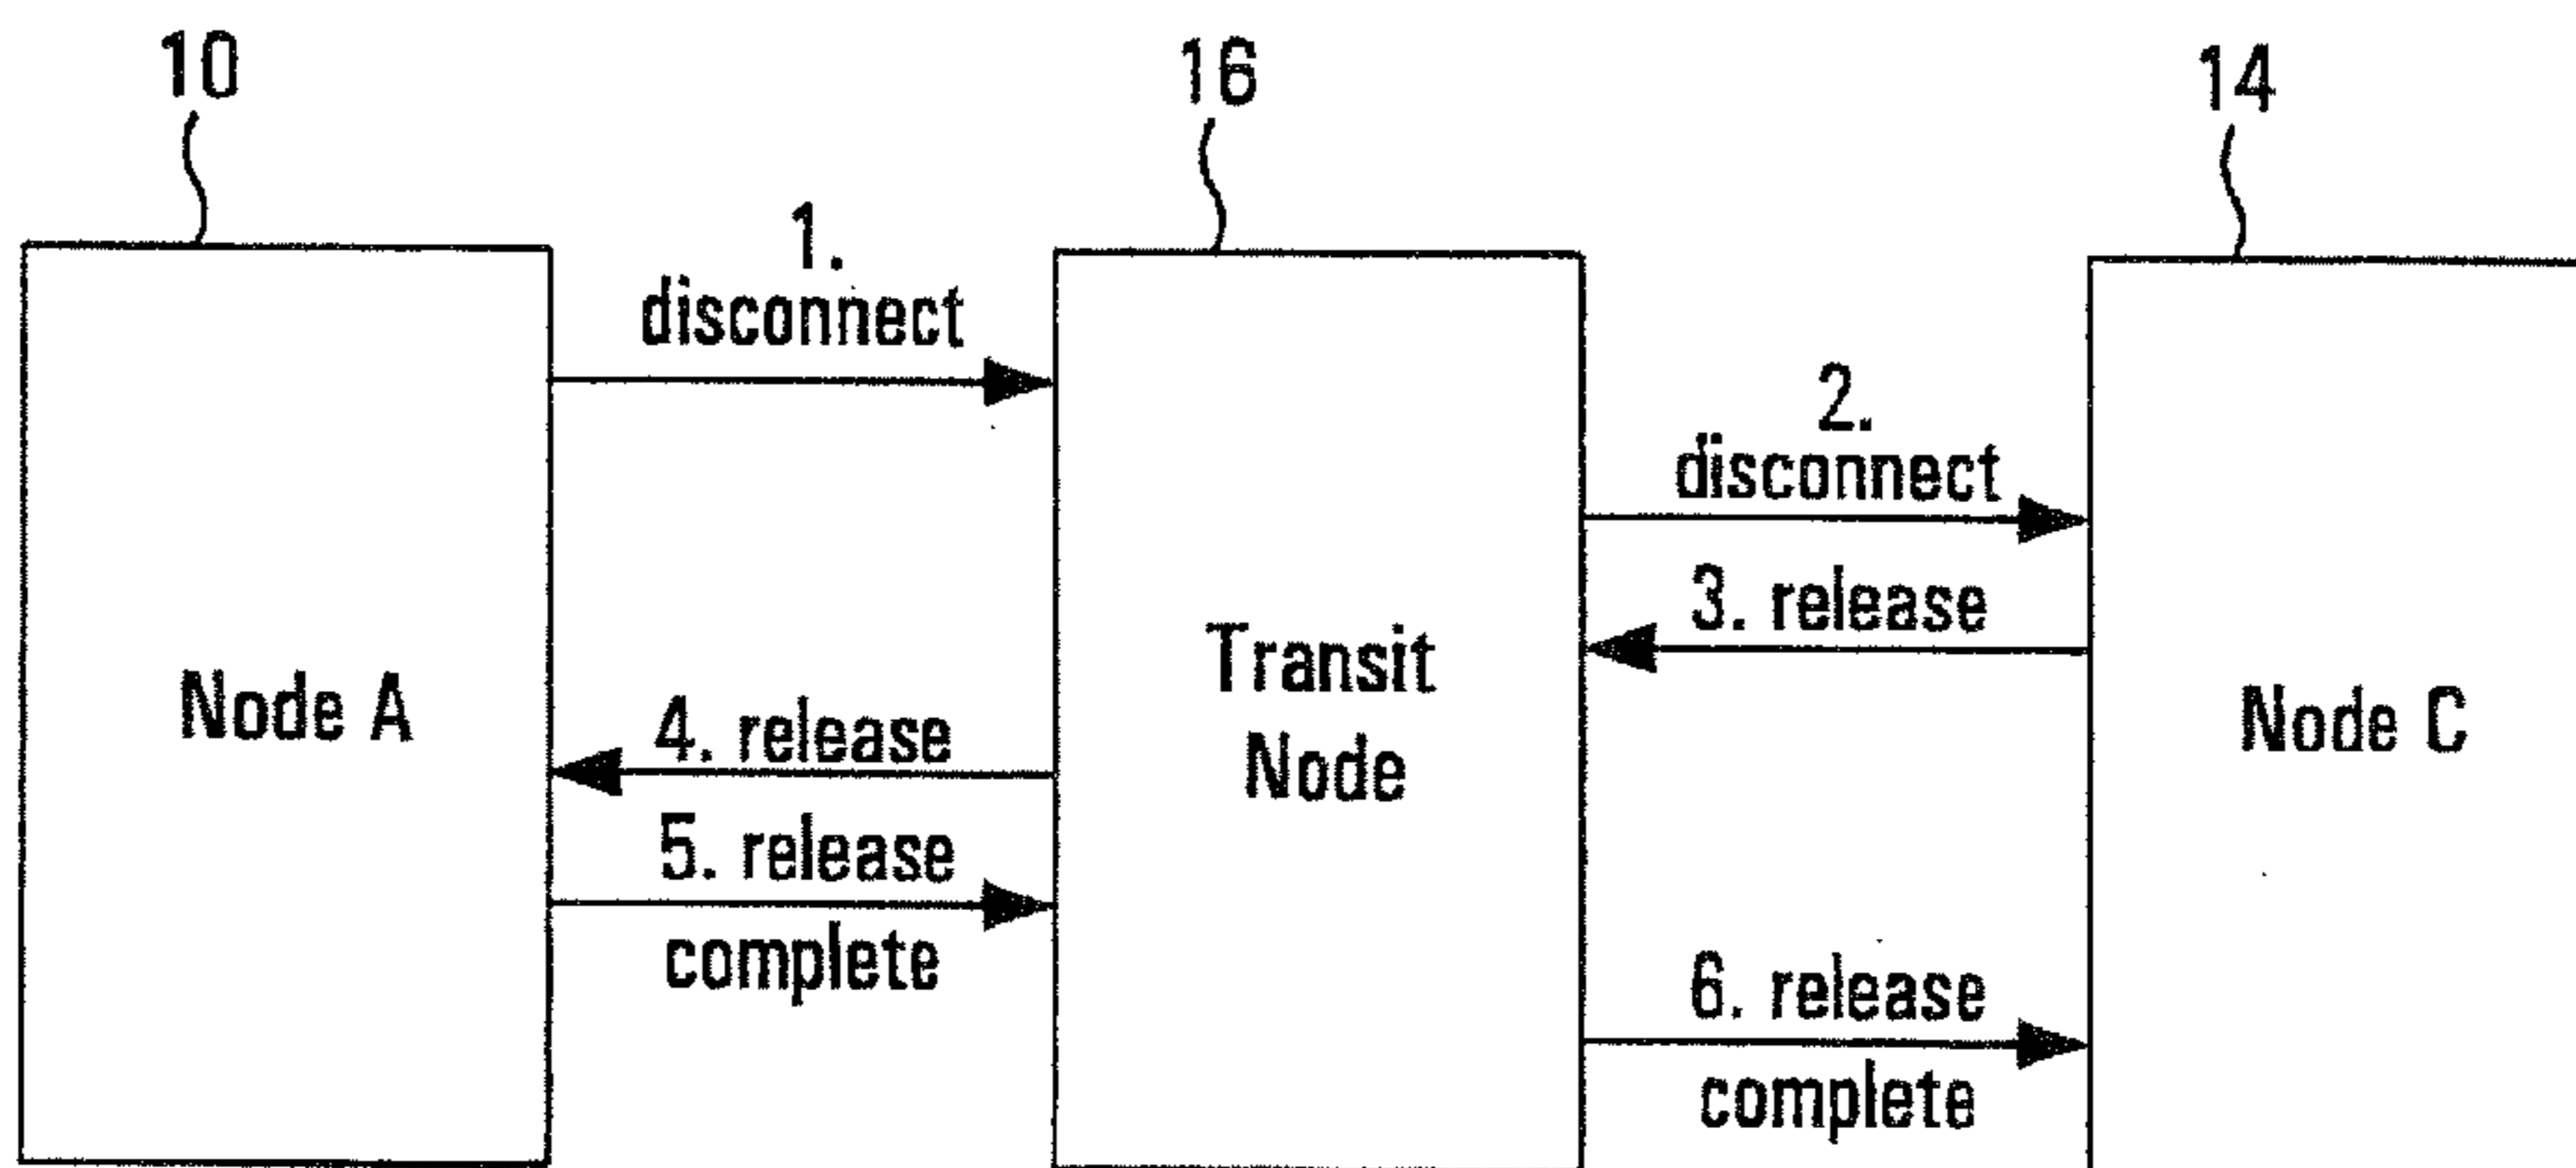 10
16
14
1.
disconnect
2.
disconnect
3. release
Node A
Transit
Node
Node C
4. release
5. release
complete
6. release
complete